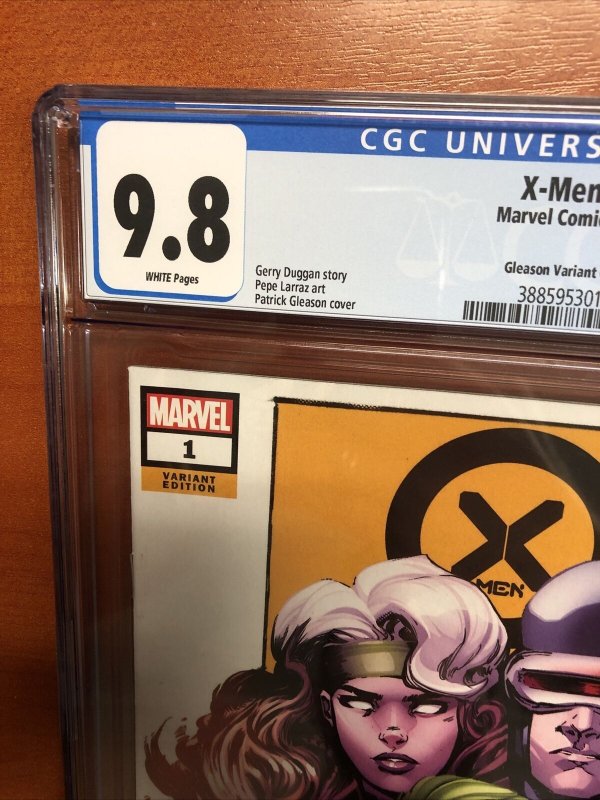 CGC UNIVERS
9.8
WHITE Pages
X-Men
Marvel Comic
Gerry Duggan story
Pepe Larraz art
Patrick Gleason cover
Gleason Variant
388595301
MARVEL
1
VARIANT
EDITION
X
MEN